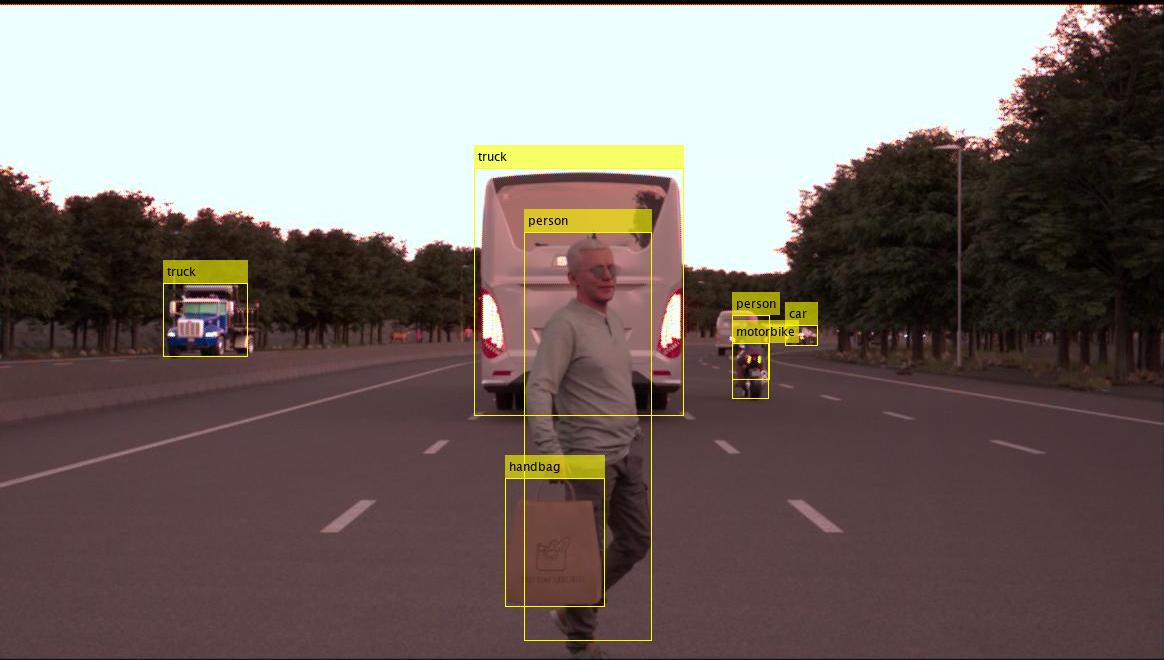 truck
person
truck
person
car
motorbike
handbag